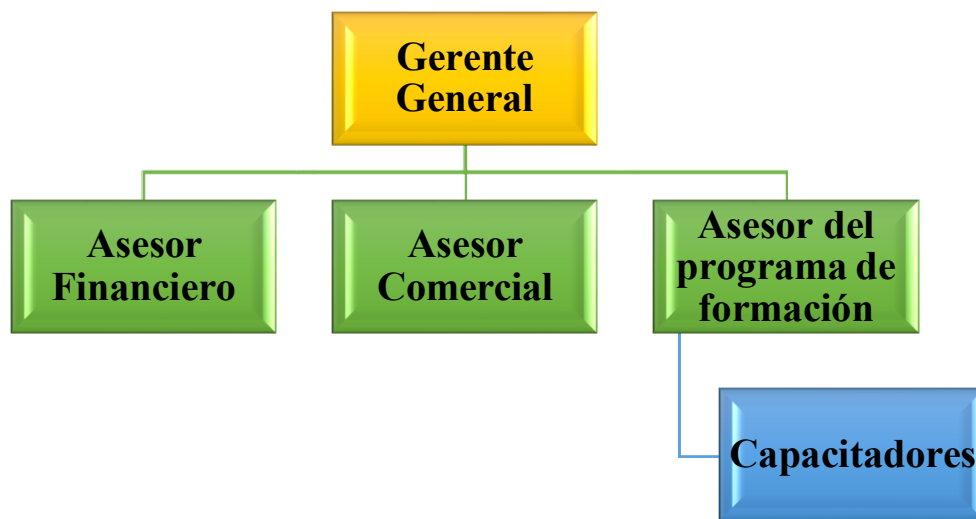 Gerente
General
Asesor
Financiero
Asesor
Comercial
Asesor del
programa de
formación
Capacitadores